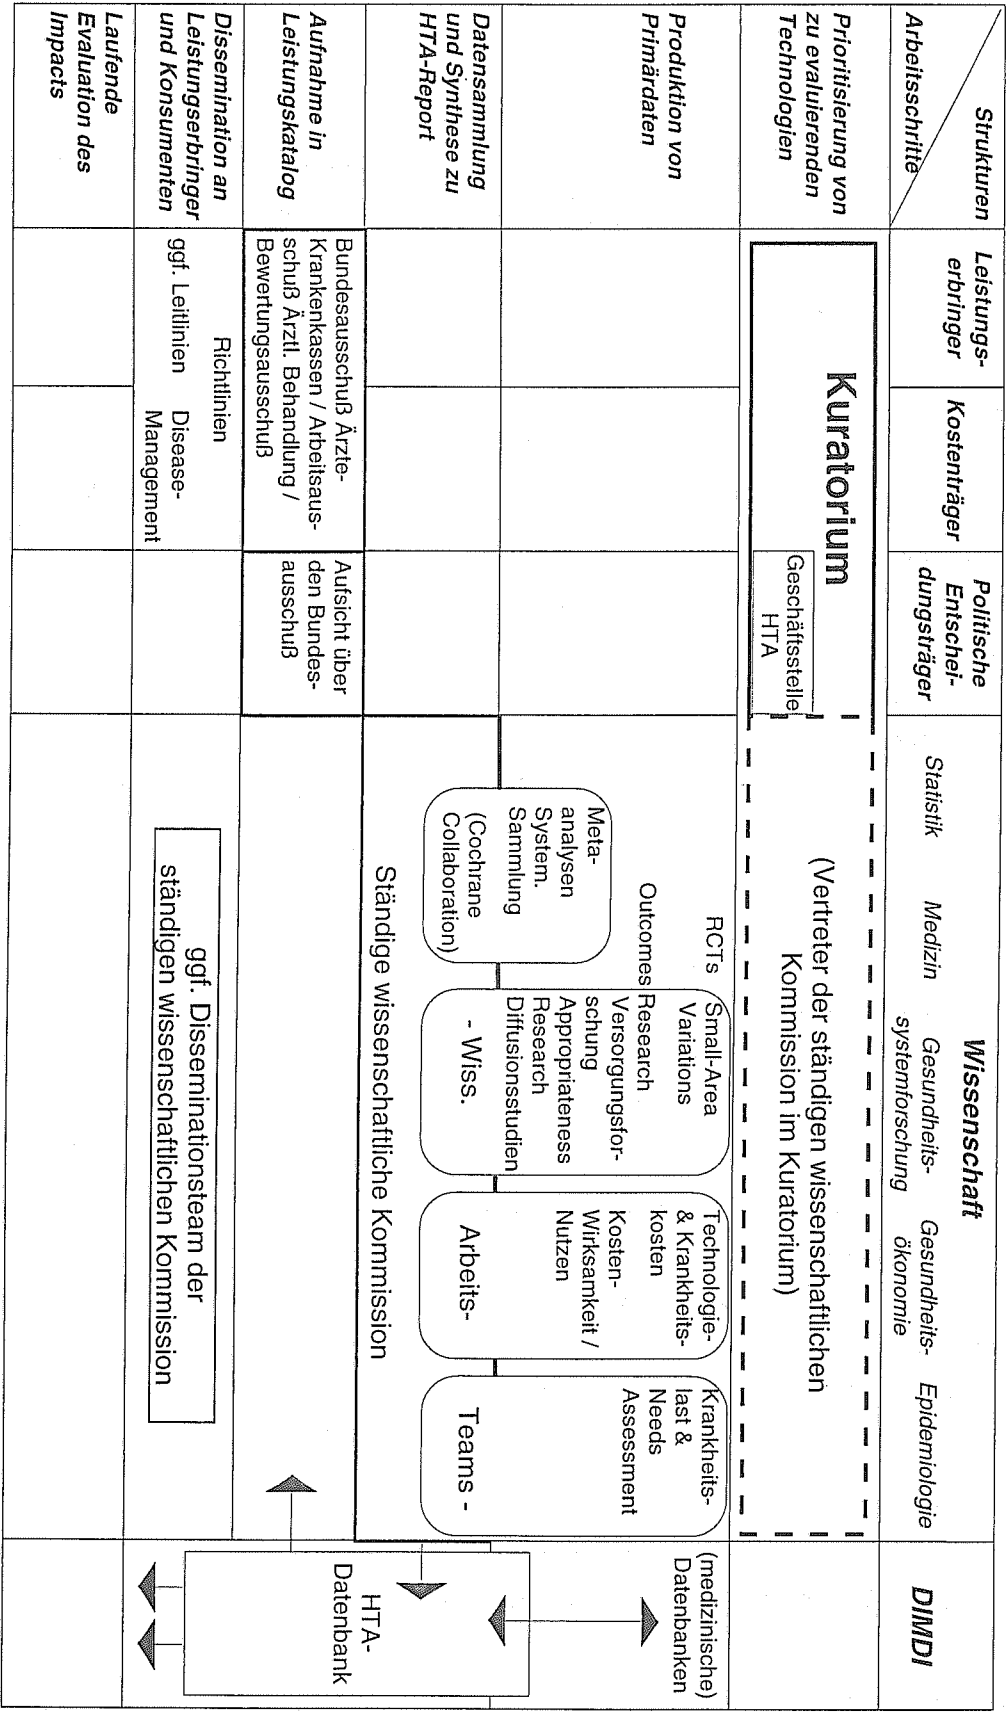 Strukturen
Arbeitsschritte
Leistungs-
erbringer
Kostenträger
Politische
Entschei-
dungsträger
Wissenschaft
Statistik
Medizin
Gesundheits-
systemforschung
Gesundheits-
ökonomie
Epidemiologie
DIMDI
Prioritisierung von
zu evaluierenden
Technologien
Kuratorium
Geschäftsstelle
HTA
(Vertreter der ständigen wissenschaftlichen
Kommission im Kuratorium)
Produktion von
Primärdaten
RCTs
Outcomes Research
Small-Area
Variations
Versorgungsfor-
schung
Appropriateness
Research
Diffusionsstudien
Technologie-
& Krankheits-
kosten
Kosten-
Wirksamkeit /
Nutzen
Krankheits-
last &
Needs
Assessment
(medizinische)
Datenbanken
Datensammlung
und Synthese zu
HTA-Report
Meta-
analysen
System.
Sammlung
(Cochrane
Collaboration)
- Wiss.
Arbeits-
Teams -
Ständige wissenschaftliche Kommission
HTA-
Datenbank
Aufnahme in
Leistungskatalog
Bundesausschuß Ärzte-
Krankenkassen / Arbeitsaus-
schuß Ärztl. Behandlung /
Bewertungsausschuß
Aufsicht über
den Bundes-
ausschuß
Dissemination an
Leistungserbringer
und Konsumenten
Richtlinien
ggf. Leitlinien
Disease-
Management
ggf. Disseminationsteam der
ständigen wissenschaftlichen Kommission
Laufende
Evaluation des
Impacts